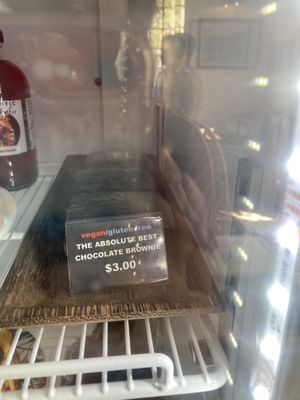 vegan/gluten free
THE ABSOLUTE BEST
CHOCOLATE BROWNIE
$3.00